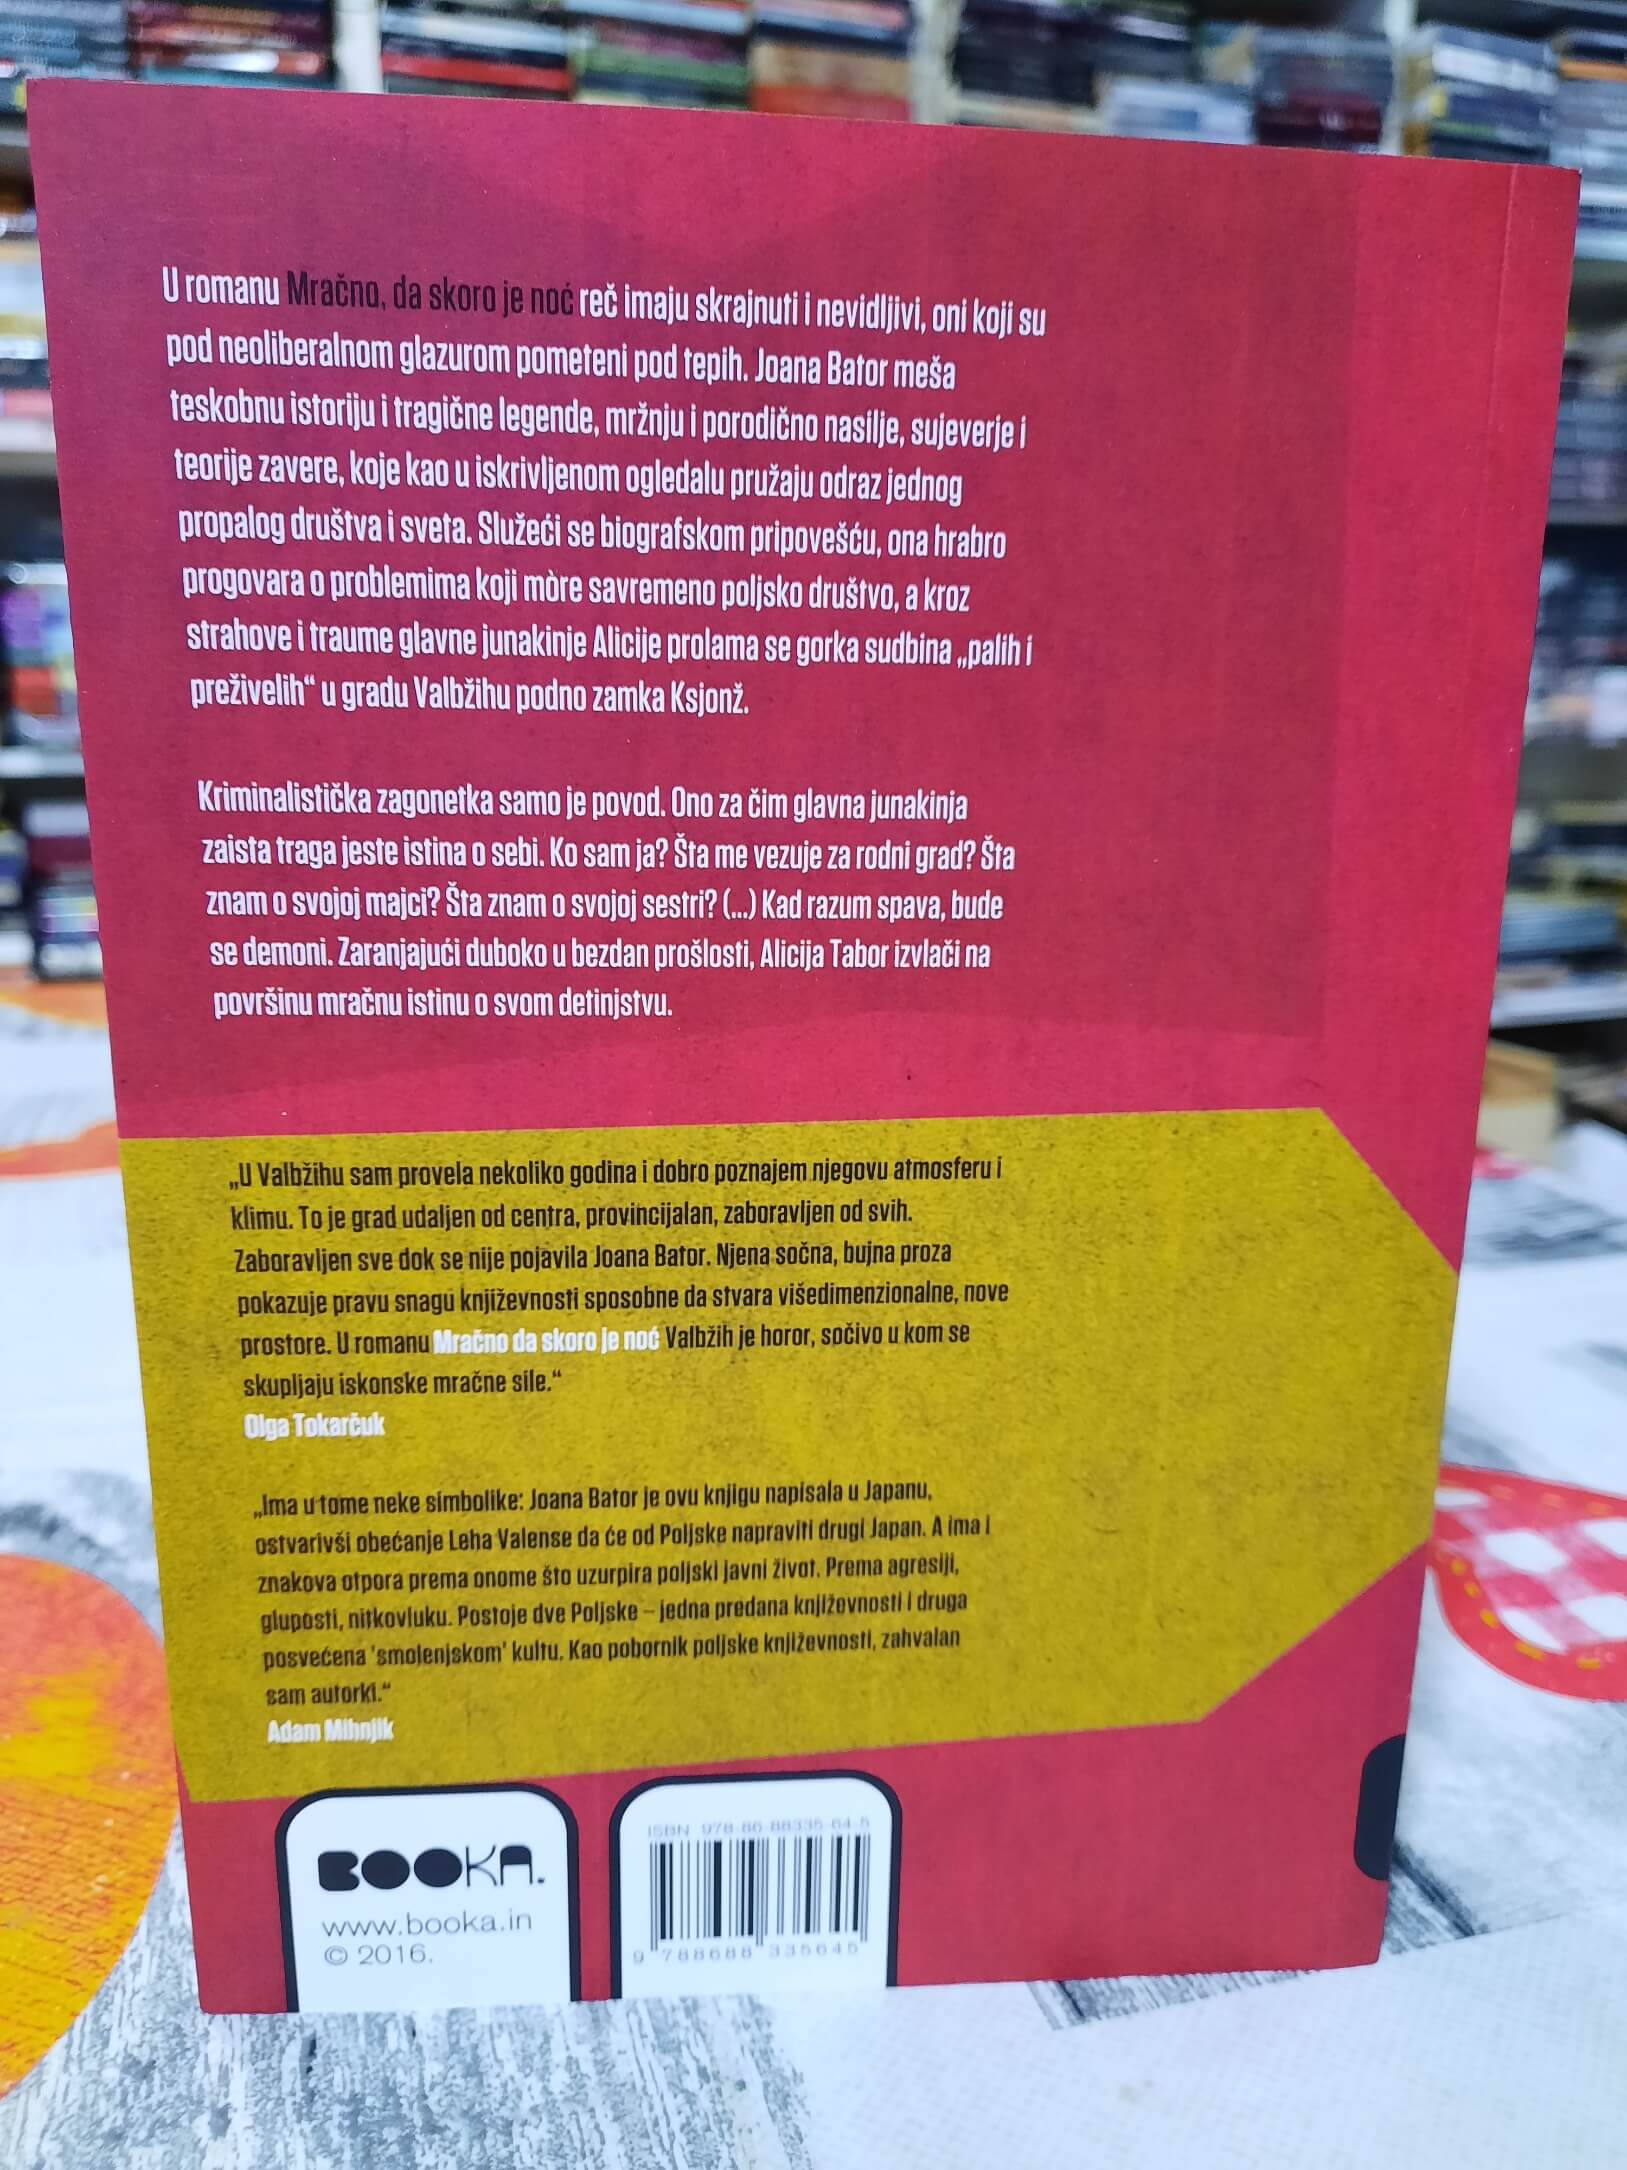 U romanu Mračno, da skoro je noć reč imaju skrajnuti i nevidljivi, oni koji su
pod neoliberalnom glazurom pometeni pod tepih. Joana Bator meša
teskobnu istoriju i tragične legende, mržnju i porodično nasilje, sujeverje i
teorije zavere, koje kao u iskrivljenom ogledalu pružaju odraz jednog
propalog društva i sveta. Služeći se biografskom pripovešću, ona hrabro
progovara o problemima koji mòre savremeno poljsko društvo, a kroz
strahove i traume glavne junakinje Alicije prolama se gorka sudbina „palih i
preživelih“ u gradu Valbžihu podno zamka Ksjonž.
Kriminalistička zagonetka samo je povod. Ono za čim glavna junakinja
zaista traga jeste istina o sebi. Ko sam ja? Šta me vezuje za rodni grad? Šta
znam o svojoj majci? Šta znam o svojoj sestri? (...) Kad razum spava, bude
se demoni. Zaranjajući duboko u bezdan prošlosti, Alicija Tabor izvlači na
površinu mračnu istinu o svom detinjstvu.
„U Valbžihu sam provela nekoliko godina i dobro poznajem njegovu atmosferu i
klimu. To je grad udaljen od centra, provincijalan, zaboravljen od svih.
Zaboravljen sve dok se nije pojavila Joana Bator. Njena sočna, bujna proza
pokazuje pravu snagu književnosti sposobne da stvara višedimenzionalne, nove
prostore. U romanu Mračno da skoro je noć Valbžih je horor, sočivo u kom se
skupljaju iskonske mračne sile.“
Olga Tokarčuk
„Ima u tome neke simbolike: Joana Bator je ovu knjigu napisala u Japanu,
ostvarivši obećanje Leha Valense da će od Poljske napraviti drugi Japan. A ima i
znakova otpora prema onome što uzurpira poljski javni život. Prema agresiji,
gluposti, nitkovluku. Postoje dve Poljske – jedna predana književnosti i druga
posvećena 'smolenjskom' kultu. Kao pobornik poljske književnosti, zahvalan
sam autorki.“
Adam Mihnjik
BOOKA.
www.booka.in
© 2016.
ISBN 978-86-88335-64-5
9 788688 335645